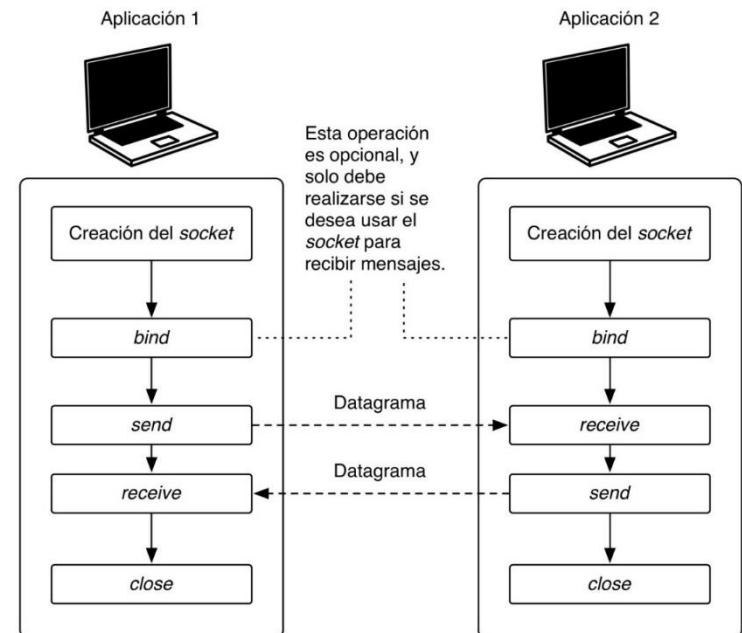 Aplicación 1
Aplicación 2
Esta operación
es opcional, y
solo debe
realizarse si se
desea usar el
socket para
recibir mensajes.
Creación del socket
bind
send
receive
close
Datagrama
Datagrama
Creación del socket
bind
receive
send
close